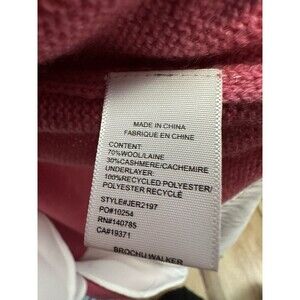 MADE IN CHINA
FABRIQUE EN CHINE
CONTENT:
70%WOOL/LAINE
30%CASHMERE/CACHEMIRE
UNDERLAYER:
100%RECYCLED POLYESTER/
POLYESTER RECYCLÉ
STYLE#JER2197
PO#10254
RN#140785
CA#19371
BROCHU WALKER